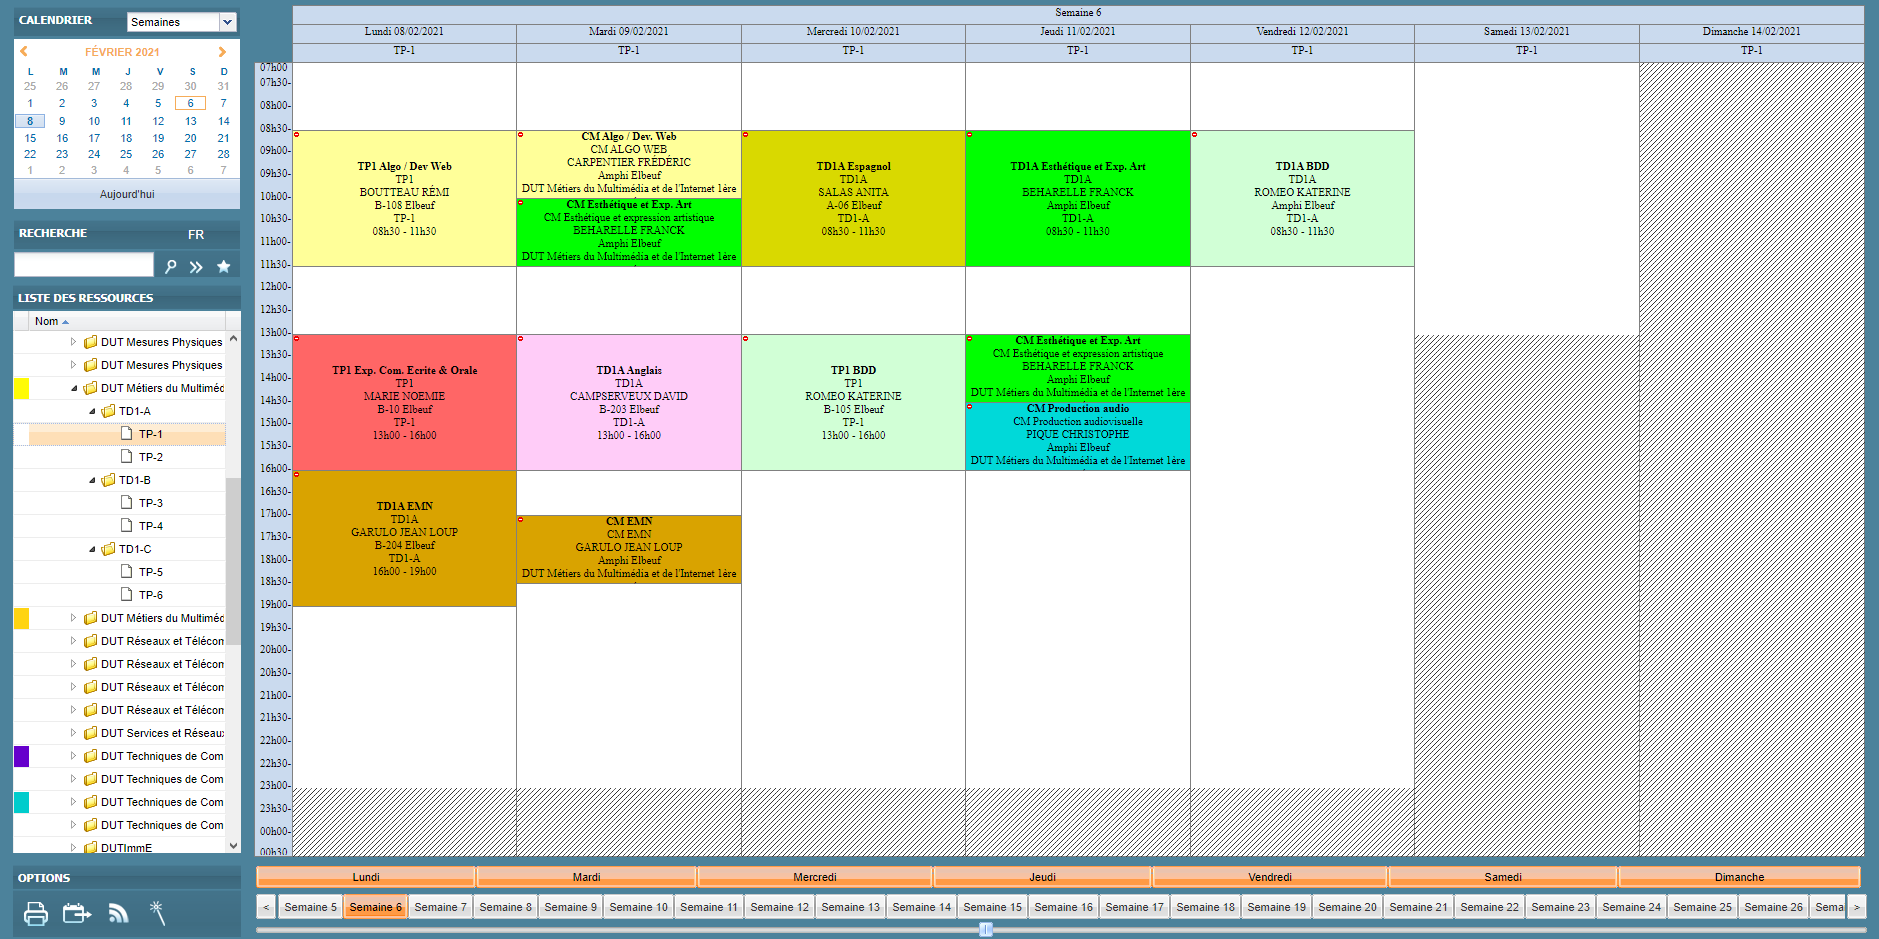 CALENDRIER
Semaines
FÉVRIER 2021
L M M J V S D
25 26 27 28 29 30 31
1 2 3 4 5 6 7
8 9 10 11 12 13 14
15 16 17 18 19 20 21
22 23 24 25 26 27 28
1 2 3 4 5 6 7
Aujourd'hui
RECHERCHE FR
LISTE DES RESSOURCES
Nom
DUT Mesures Physiques
DUT Mesures Physiques
DUT Métiers du Multiméd
TD1-A
TP-1
TP-2
TD1-B
TP-3
TP-4
TD1-C
TP-5
TP-6
DUT Métiers du Multiméd
DUT Réseaux et Télécom
DUT Réseaux et Télécom
DUT Réseaux et Télécom
DUT Réseaux et Télécom
DUT Services et Réseaux
DUT Techniques de Com
DUT Techniques de Com
DUT Techniques de Com
DUT Techniques de Com
DUTImmE
OPTIONS
Semaine 6
Lundi 08/02/2021 Mardi 09/02/2021 Mercredi 10/02/2021 Jeudi 11/02/2021 Vendredi 12/02/2021 Samedi 13/02/2021 Dimanche 14/02/2021
TP-1 TP-1 TP-1 TP-1 TP-1 TP-1 TP-1
07h00
07h30-
08h00-
08h30-
09h00-
09h30-
10h00-
10h30-
11h00-
11h30-
12h00-
12h30-
13h00-
13h30-
14h00-
14h30-
15h00-
15h30-
16h00-
16h30-
17h00-
17h30-
18h00-
18h30-
19h00-
19h30-
20h00-
20h30-
21h00-
21h30-
22h00-
22h30-
23h00-
23h30-
00h00-
00h30
TP1 Algo / Dev Web
TP1
BOUTTEAU RÉMI
B-108 Elbeuf
TP-1
08h30 - 11h30
TP1 Exp. Com. Ecrite & Orale
TP1
MARIE NOEMIE
B-10 Elbeuf
TP-1
13h00 - 16h00
TD1A EMN
TD1A
GARULO JEAN LOUP
B-204 Elbeuf
TD1-A
16h00 - 19h00
CM Algo / Dev. Web
CM ALGO WEB
CARPENTIER FRÉDÉRIC
Amphi Elbeuf
DUT Métiers du Multimédia et de l'Internet 1ère
CM Esthétique et Exp. Art
CM Esthétique et expression artistique
BEHARELLE FRANCK
Amphi Elbeuf
DUT Métiers du Multimédia et de l'Internet 1ère
TD1A Anglais
TD1A
CAMPSERVEUX DAVID
B-203 Elbeuf
TD1-A
13h00 - 16h00
CM EMN
CM EMN
GARULO JEAN LOUP
Amphi Elbeuf
DUT Métiers du Multimédia et de l'Internet 1ère
TD1A Espagnol
TD1A
SALAS ANITA
A-06 Elbeuf
TD1-A
08h30 - 11h30
TP1 BDD
TP1
ROMEO KATERINE
B-105 Elbeuf
TP-1
13h00 - 16h00
TD1A Esthétique et Exp. Art
TD1A
BEHARELLE FRANCK
Amphi Elbeuf
TD1-A
08h30 - 11h30
CM Esthétique et Exp. Art
CM Esthétique et expression artistique
BEHARELLE FRANCK
Amphi Elbeuf
DUT Métiers du Multimédia et de l'Internet 1ère
CM Production audio
CM Production audiovisuelle
PIQUE CHRISTOPHE
Amphi Elbeuf
DUT Métiers du Multimédia et de l'Internet 1ère
TD1A BDD
TD1A
ROMEO KATERINE
Amphi Elbeuf
TD1-A
08h30 - 11h30
Lundi Mardi Mercredi Jeudi Vendredi Samedi Dimanche
< Semaine 5 Semaine 6 Semaine 7 Semaine 8 Semaine 9 Semaine 10 Semaine 11 Semaine 12 Semaine 13 Semaine 14 Semaine 15 Semaine 16 Semaine 17 Semaine 18 Semaine 19 Semaine 20 Semaine 21 Semaine 22 Semaine 23 Semaine 24 Semaine 25 Semaine 26 Sema >